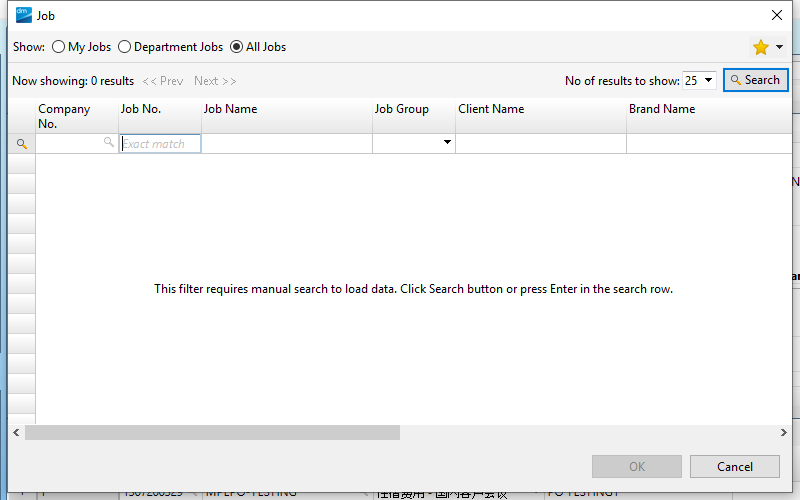 dm Job
Show: My Jobs Department Jobs All Jobs
Now showing: 0 results << Prev Next >> No of results to show: 25 Search
Company No. Job No. Job Name Job Group Client Name Brand Name
Exact match
This filter requires manual search to load data. Click Search button or press Enter in the search row.
OK Cancel